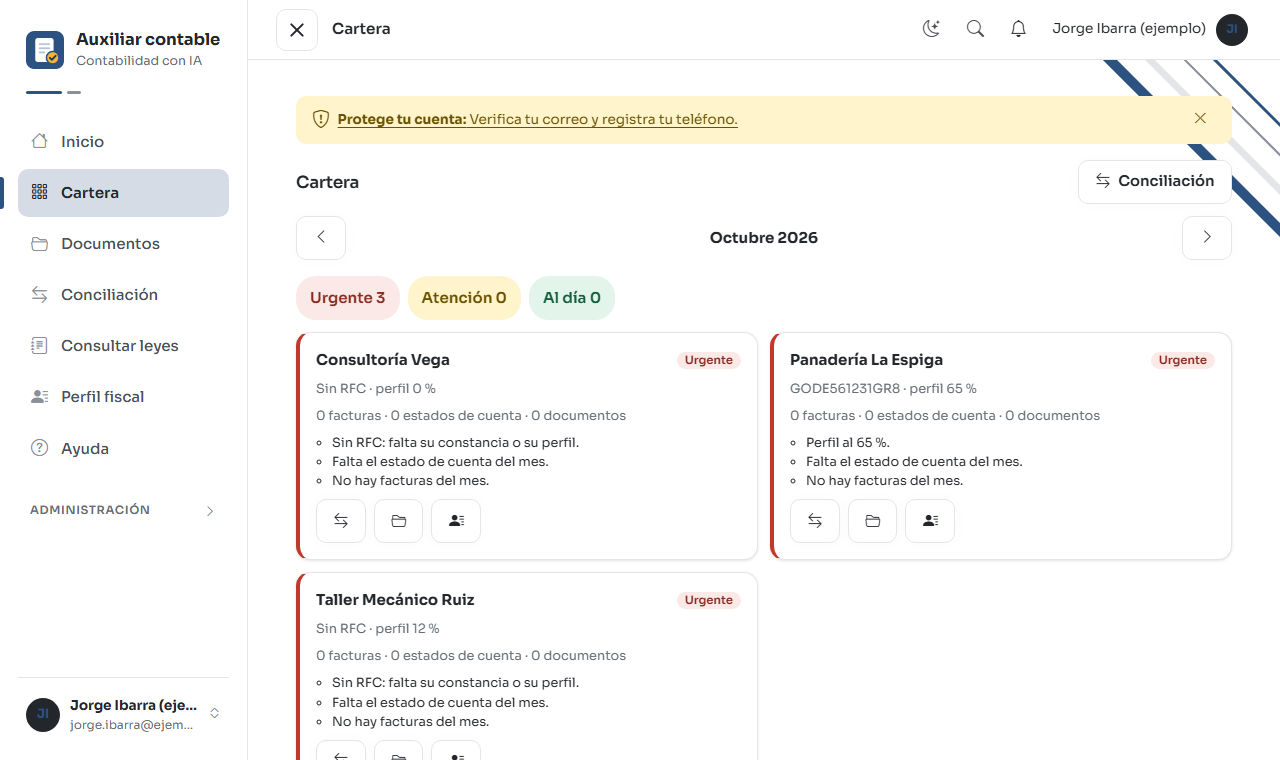 Auxiliar contable
Contabilidad con IA
Inicio
Cartera
Documentos
Conciliación
Consultar leyes
Perfil fiscal
Ayuda
ADMINISTRACIÓN
JI
Jorge Ibarra (eje...
jorge.ibarra@ejem...
Cartera
Jorge Ibarra (ejemplo)
JI
Protege tu cuenta: Verifica tu correo y registra tu teléfono.
Cartera
Conciliación
Octubre 2026
Urgente 3
Atención 0
Al día 0
Consultoría Vega
Urgente
Sin RFC · perfil 0 %
0 facturas · 0 estados de cuenta · 0 documentos
Sin RFC: falta su constancia o su perfil.
Falta el estado de cuenta del mes.
No hay facturas del mes.
Panadería La Espiga
Urgente
GODE561231GR8 · perfil 65 %
0 facturas · 0 estados de cuenta · 0 documentos
Perfil al 65 %.
Falta el estado de cuenta del mes.
No hay facturas del mes.
Taller Mecánico Ruiz
Urgente
Sin RFC · perfil 12 %
0 facturas · 0 estados de cuenta · 0 documentos
Sin RFC: falta su constancia o su perfil.
Falta el estado de cuenta del mes.
No hay facturas del mes.